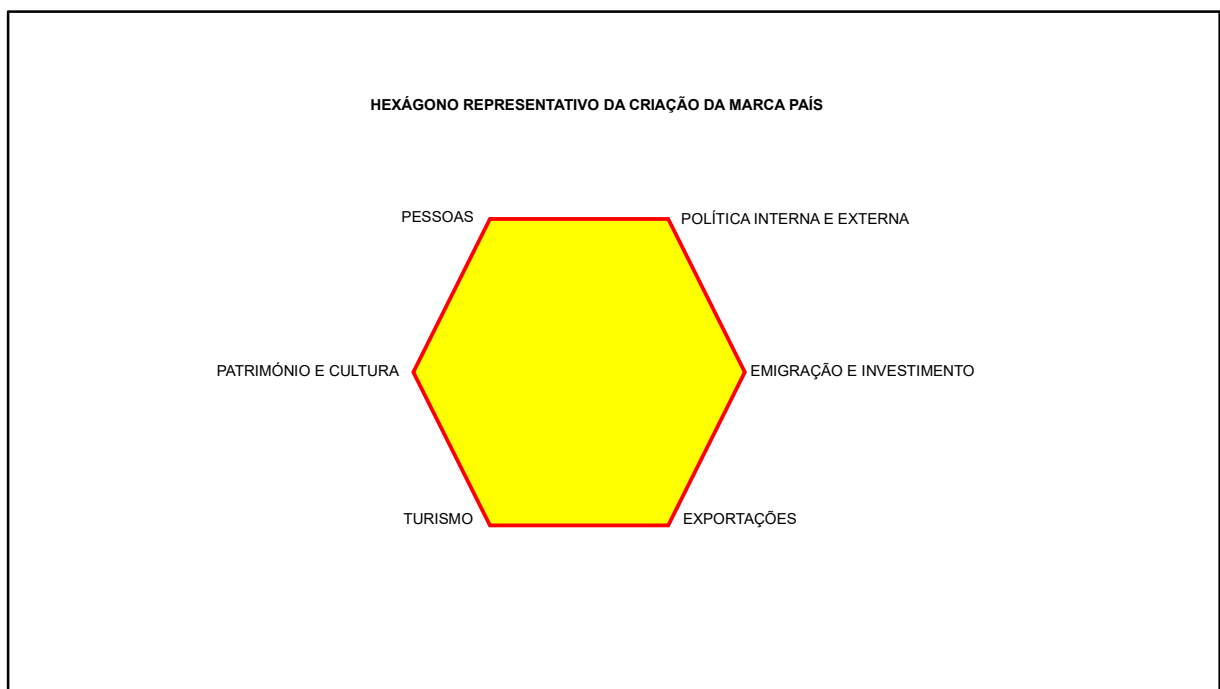 HEXÁGONO REPRESENTATIVO DA CRIAÇÃO DA MARCA PAÍS
PESSOAS
POLÍTICA INTERNA E EXTERNA
PATRIMÓNIO E CULTURA
EMIGRAÇÃO E INVESTIMENTO
TURISMO
EXPORTAÇÕES